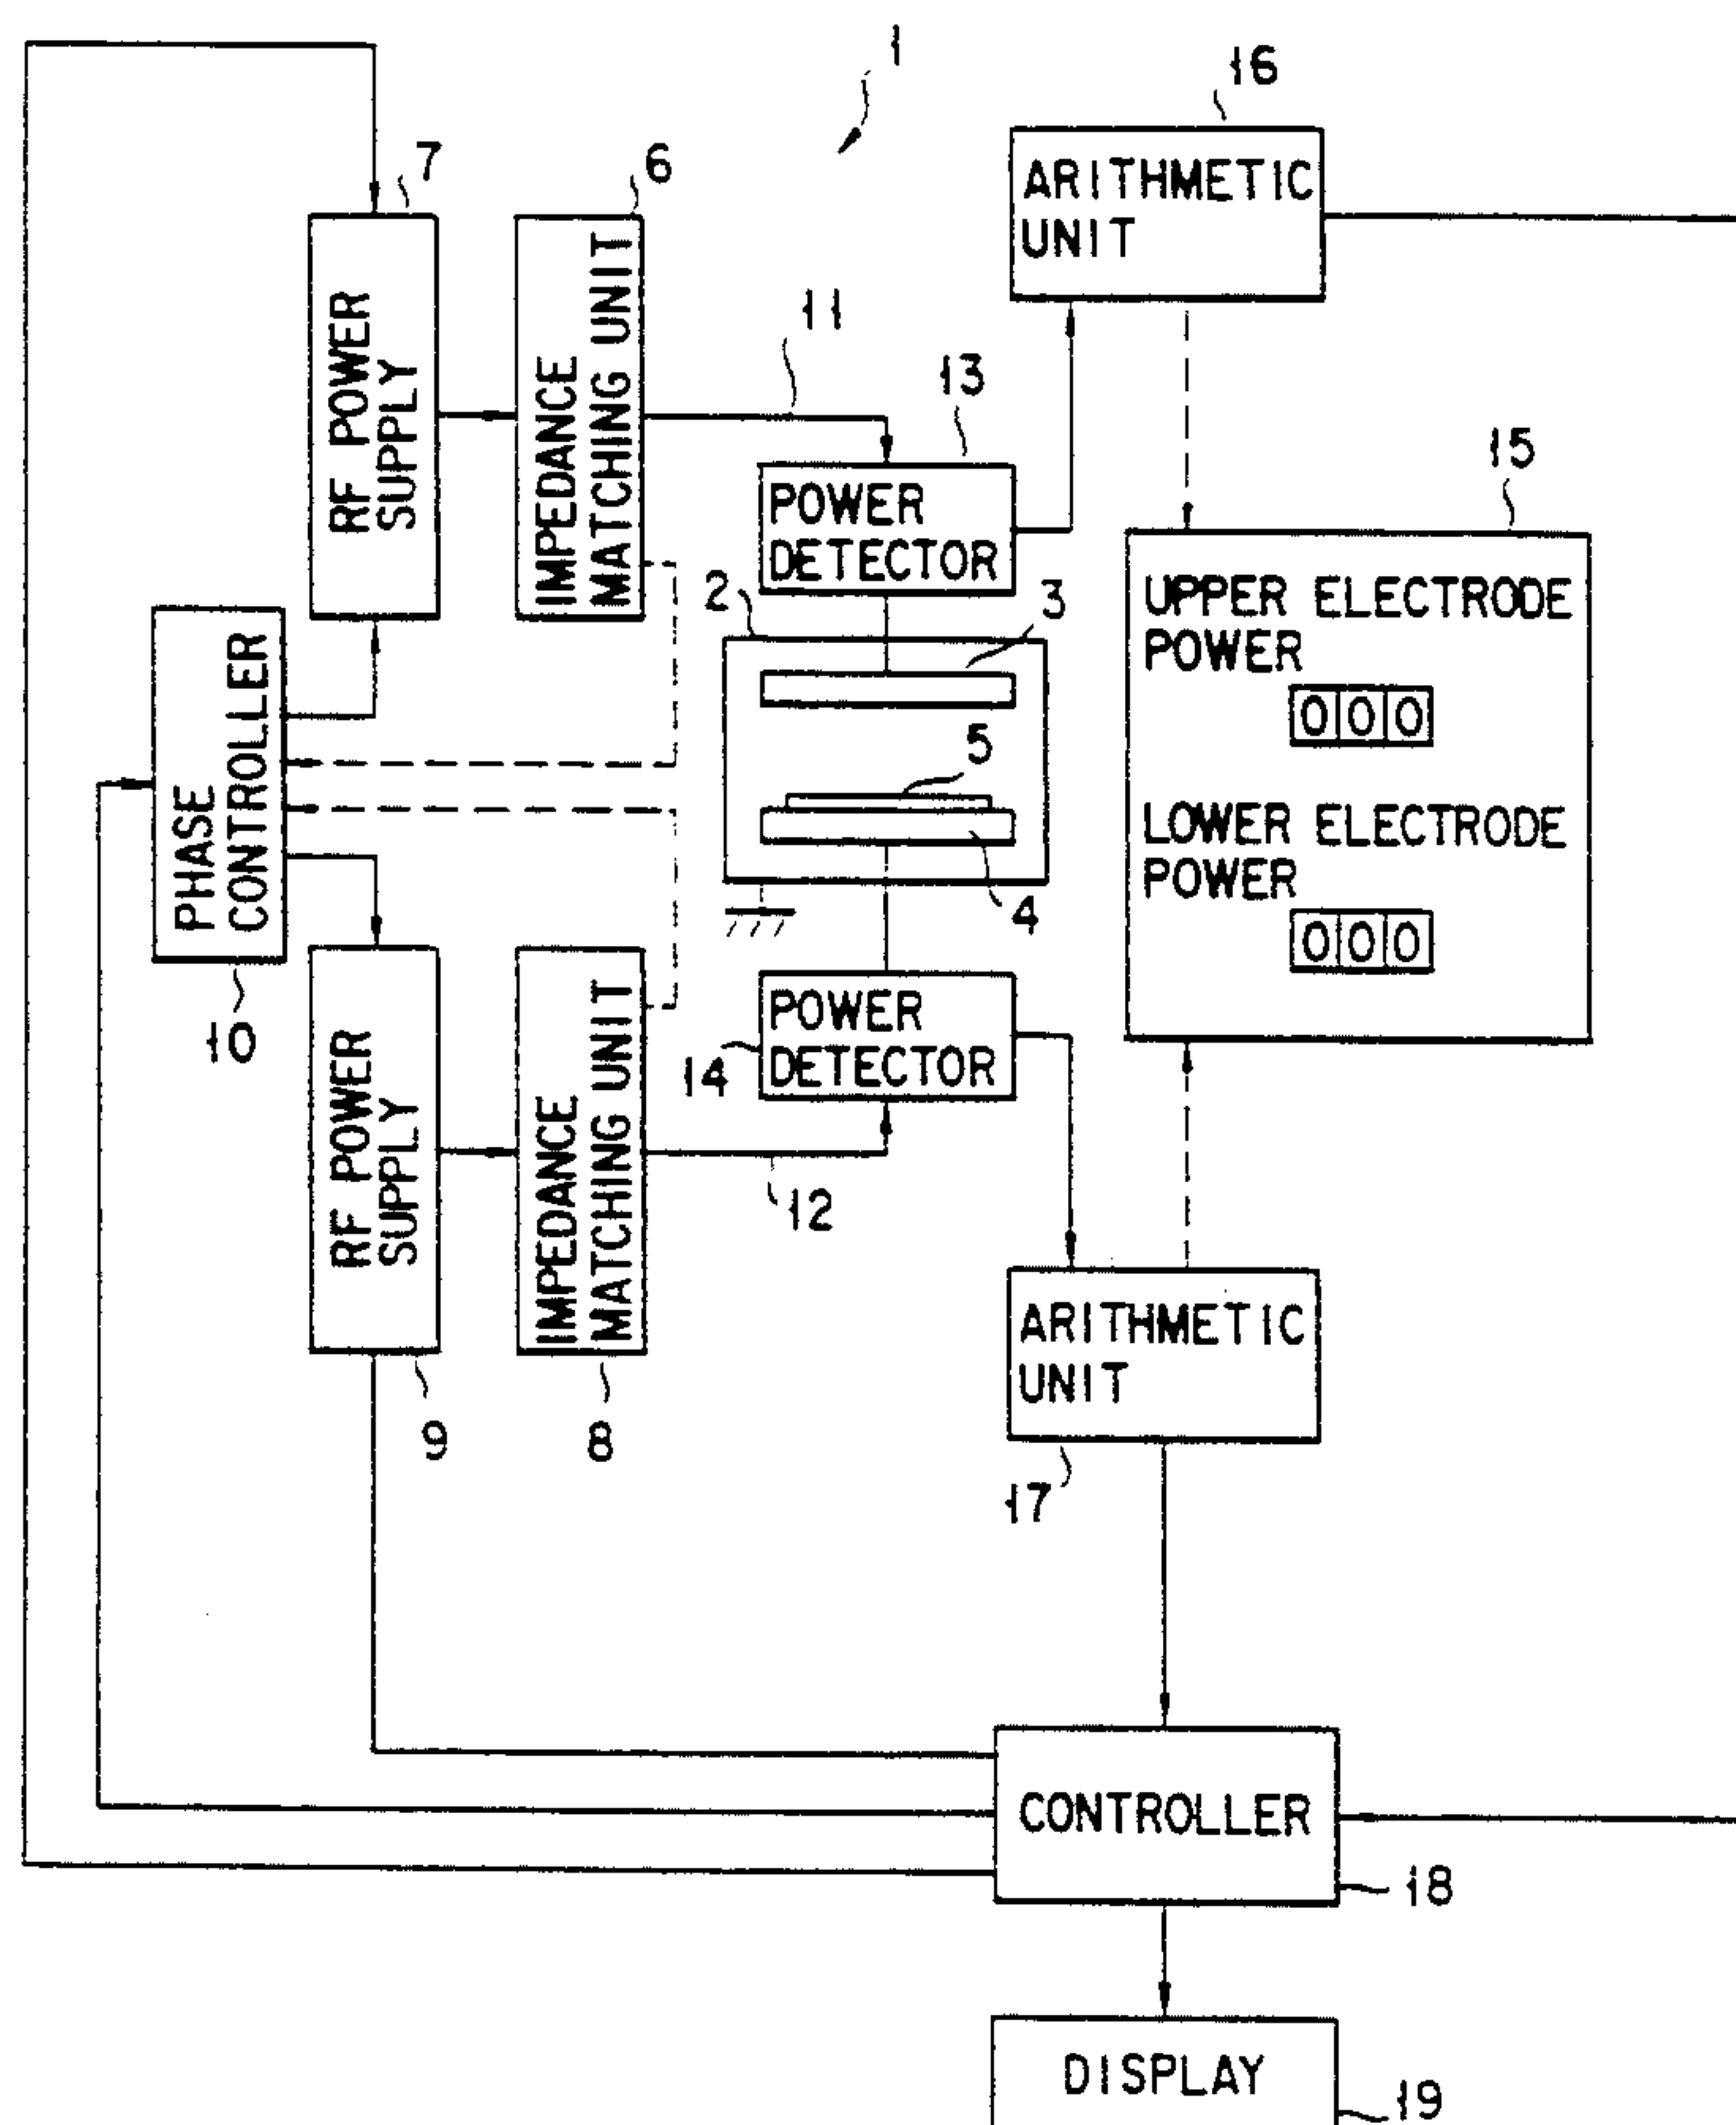 1
16
ARITHMETIC
UNIT
7
6
RF POWER
SUPPLY
IMPEDANCE
MATCHING UNIT
11
13
POWER
DETECTOR
15
UPPER ELECTRODE
POWER
000
LOWER ELECTRODE
POWER
000
2
3
5
4
PHASE
CONTROLLER
10
14
POWER
DETECTOR
RF POWER
SUPPLY
IMPEDANCE
MATCHING UNIT
12
9
8
ARITHMETIC
UNIT
17
CONTROLLER
18
DISPLAY
19